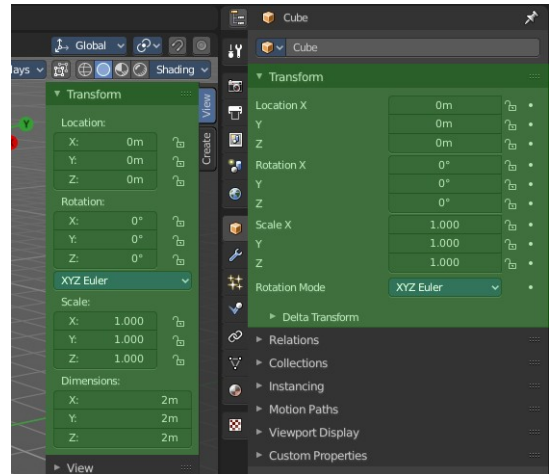 Cube
Global
Cube
ays
Shading
Transform
Location:
X: 0m
Y: 0m
Z: 0m
Rotation:
X: 0°
Y: 0°
Z: 0°
XYZ Euler
Scale:
X: 1.000
Y: 1.000
Z: 1.000
Dimensions:
X: 2m
Y: 2m
Z: 2m
View
View
Create
Y
Transform
Location X 0m
Y 0m
Z 0m
Rotation X 0°
Y 0°
Z 0°
Scale X 1.000
Y 1.000
Z 1.000
Rotation Mode XYZ Euler
Delta Transform
Relations
Collections
Instancing
Motion Paths
Viewport Display
Custom Properties